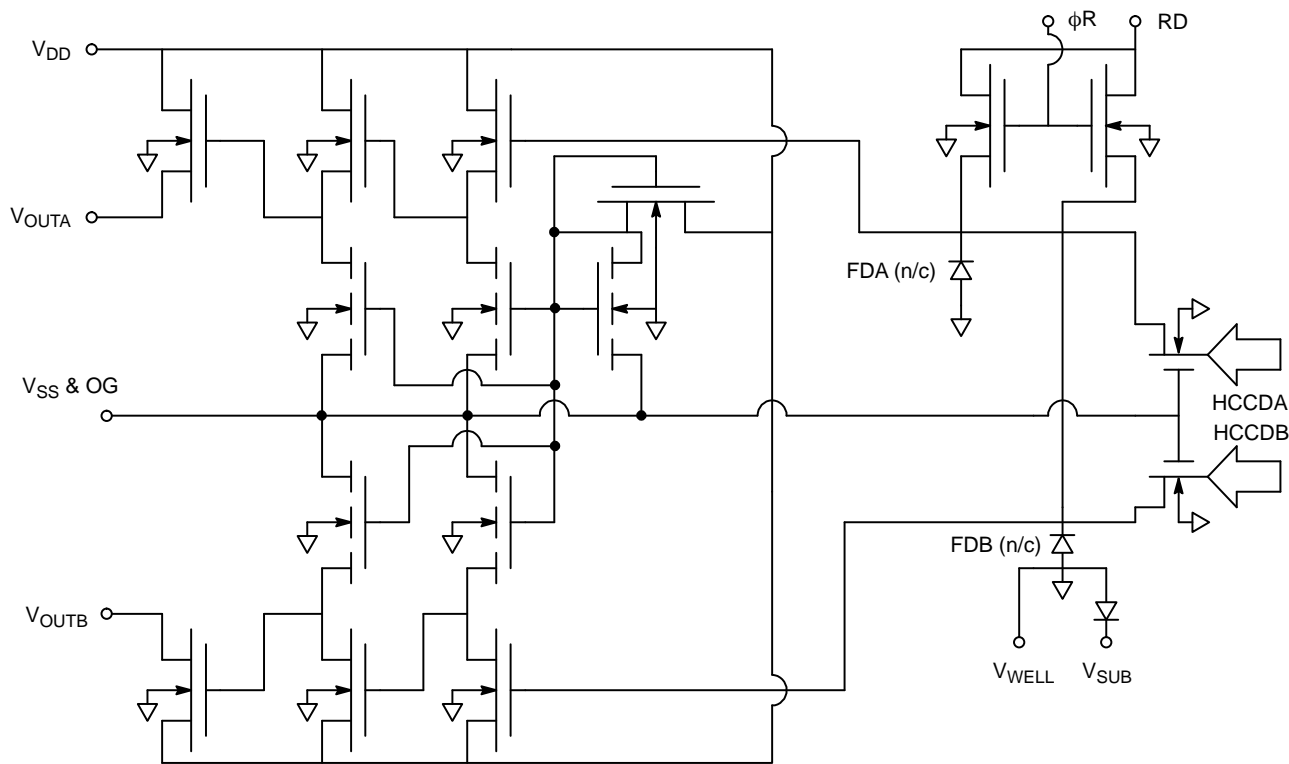 ϕR
RD
VDD
VOUTA
FDA (n/c)
VSS & OG
HCCDA
HCCDB
FDB (n/c)
VOUTB
VWELL
VSUB